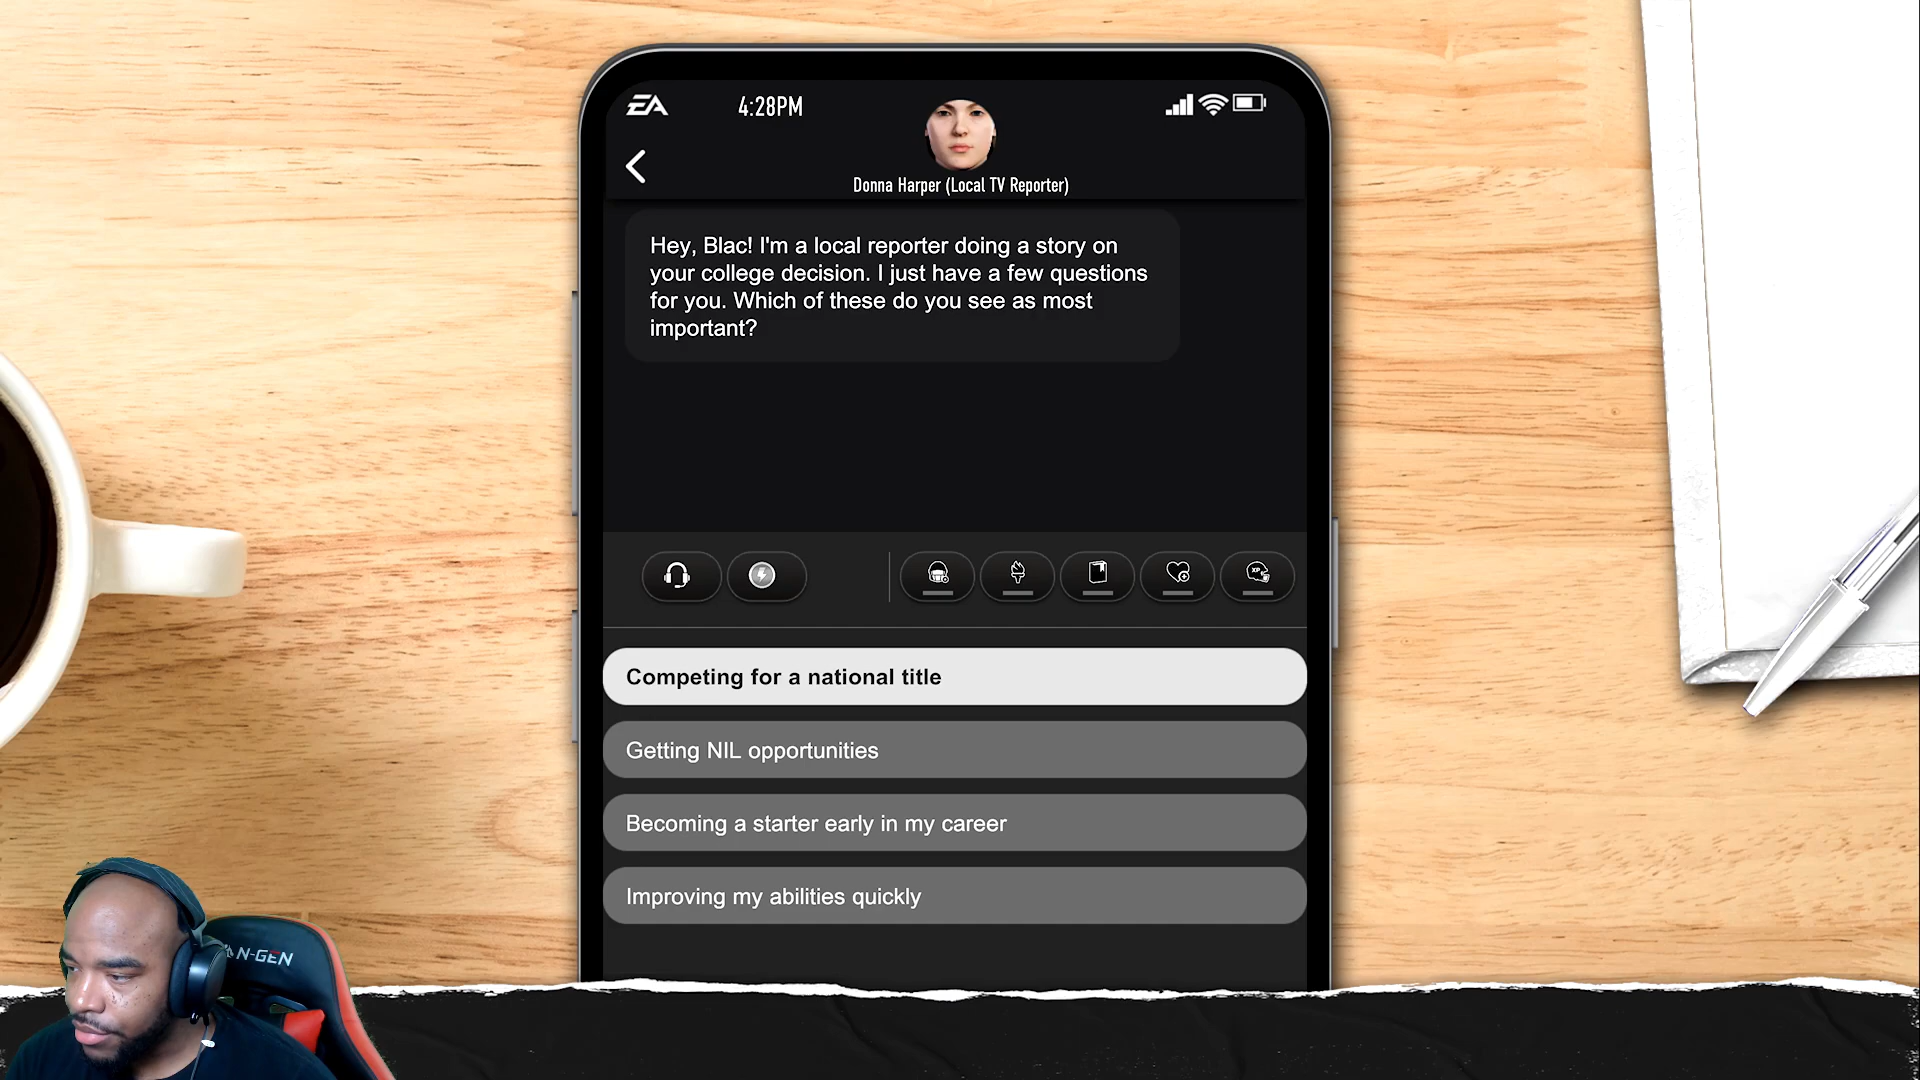 EA
4:28PM
Donna Harper (Local TV Reporter)
Hey, Blac! I'm a local reporter doing a story on
your college decision. I just have a few questions
for you. Which of these do you see as most
important?
XP
Competing for a national title
Getting NIL opportunities
Becoming a starter early in my career
Improving my abilities quickly
N-GEN